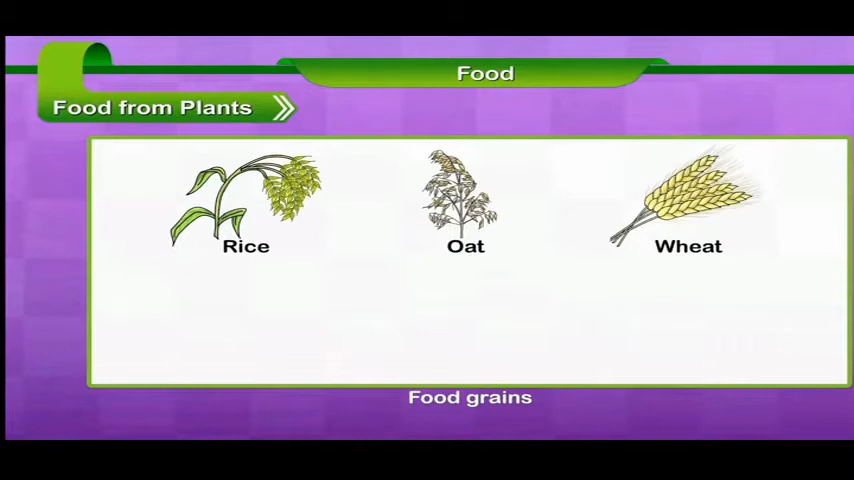 Food
Food from Plants
Rice
Oat
Wheat
Food grains